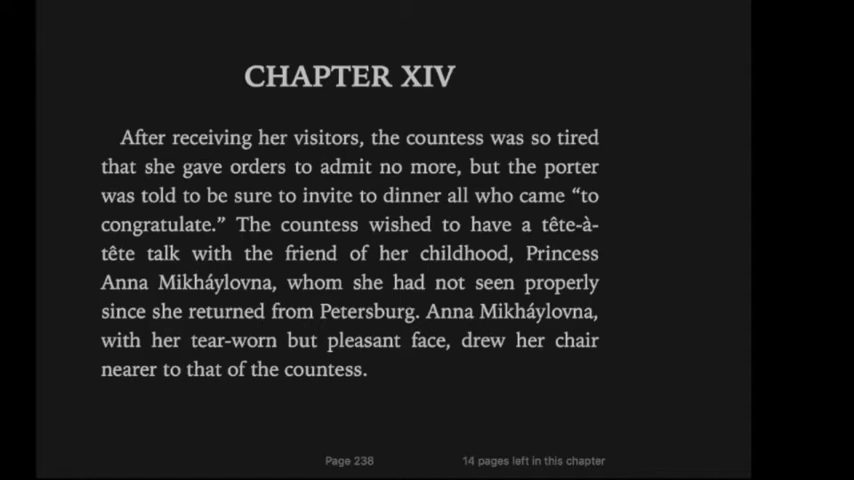 CHAPTER XIV
After receiving her visitors, the countess was so tired
that she gave orders to admit no more, but the porter
was told to be sure to invite to dinner all who came “to
congratulate.” The countess wished to have a tête-à-
tête talk with the friend of her childhood, Princess
Anna Mikháylovna, whom she had not seen properly
since she returned from Petersburg. Anna Mikháylovna,
with her tear-worn but pleasant face, drew her chair
nearer to that of the countess.
Page 238 14 pages left in this chapter